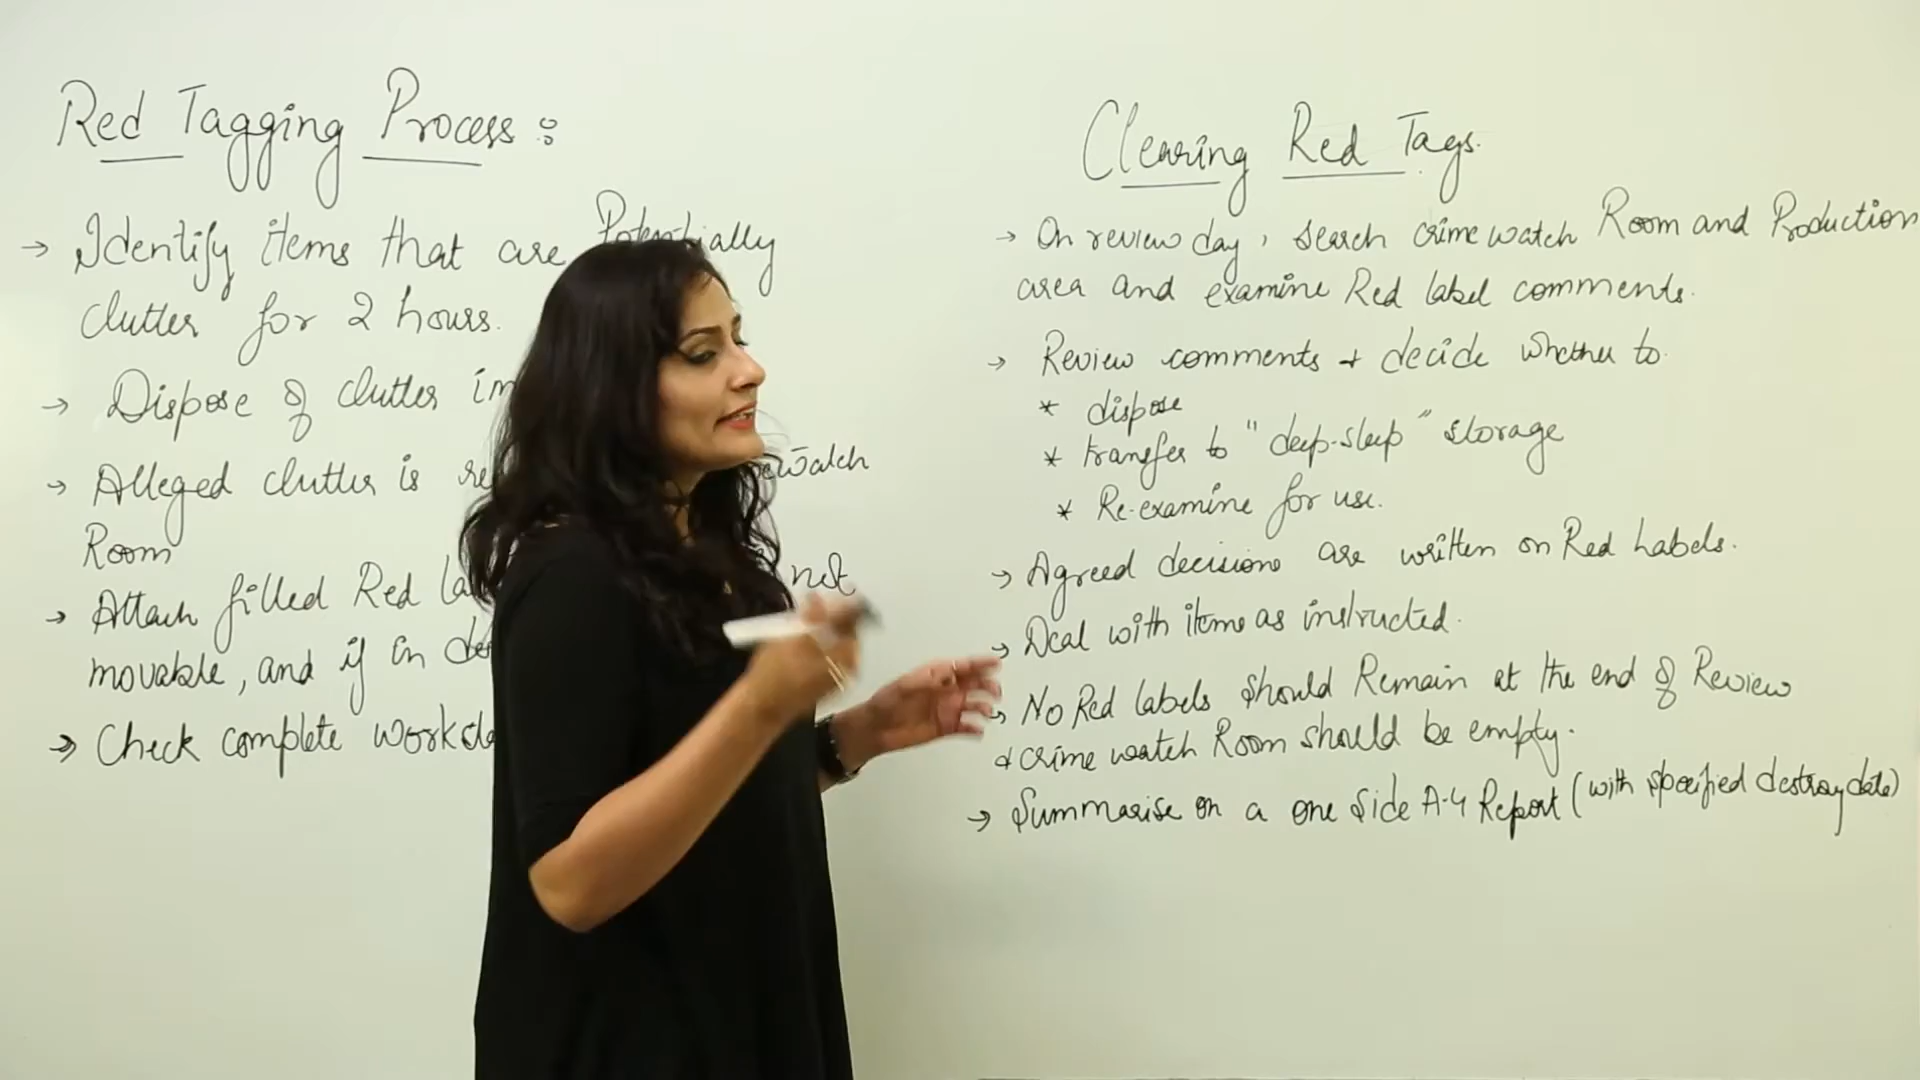 Red Tagging Process :
→ Identify items that are Potentially
clutter for 2 hours.
→ Dispose of clutter im
→ Alleged clutter is re watch
Room
→ Attach filled Red la not
movable, and if in de
→ Check complete works
Clearing Red Tags.
→ On review day, search crime watch Room and Production
area and examine Red label comments.
→ Review comments & decide whether to
* dispose
* transfer to "deep-sleep" storage
* Re-examine for use.
→ Agreed decisions are written on Red Labels.
→ Deal with items as instructed.
→ No Red labels should Remain at the end of Review
& crime watch Room should be empty.
→ Summarise on a one side A-4 Report (with specified destroy date)